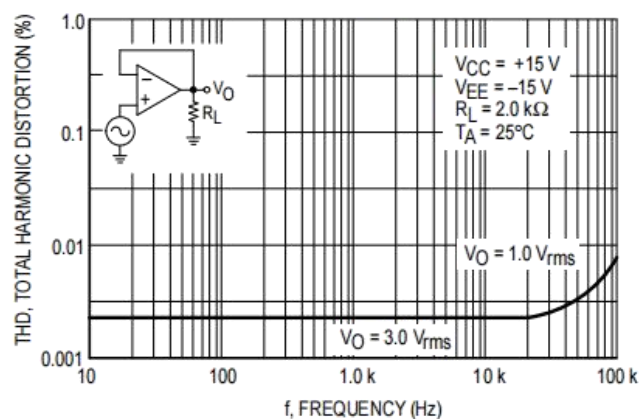 THD, TOTAL HARMONIC DISTORTION (%)
1.0
0.1
0.01
0.001
−
+
VO
RL
VCC = +15 V
VEE = –15 V
RL = 2.0 kΩ
TA = 25°C
VO = 1.0 Vrms
VO = 3.0 Vrms
10
100
1.0 k
10 k
100 k
f, FREQUENCY (Hz)